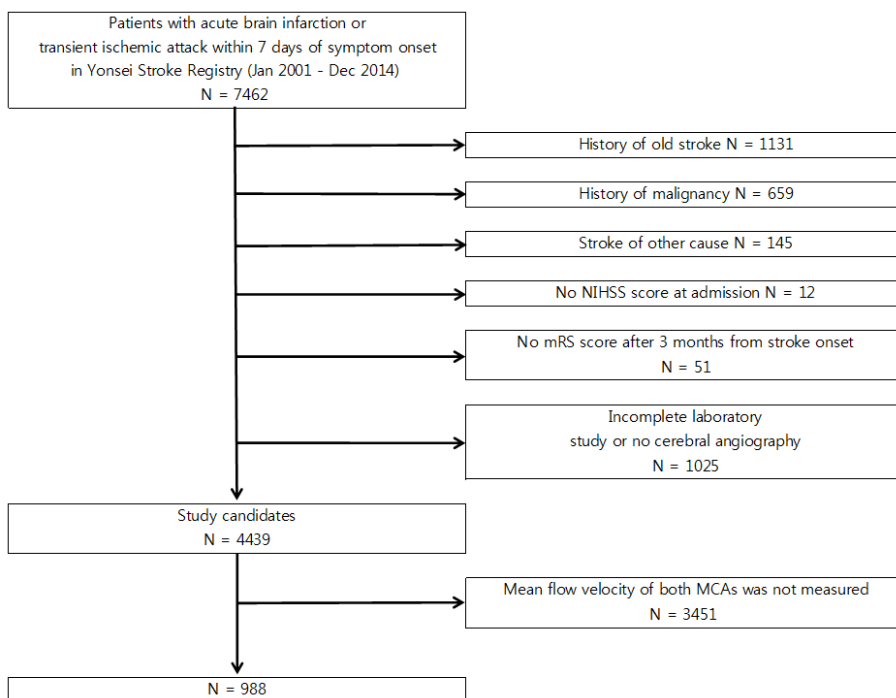 Patients with acute brain infarction or
transient ischemic attack within 7 days of symptom onset
in Yonsei Stroke Registry (Jan 2001 - Dec 2014)
N = 7462
History of old stroke N = 1131
History of malignancy N = 659
Stroke of other cause N = 145
No NIHSS score at admission N = 12
No mRS score after 3 months from stroke onset
N = 51
Incomplete laboratory
study or no cerebral angiography
N = 1025
Study candidates
N = 4439
Mean flow velocity of both MCAs was not measured
N = 3451
N = 988